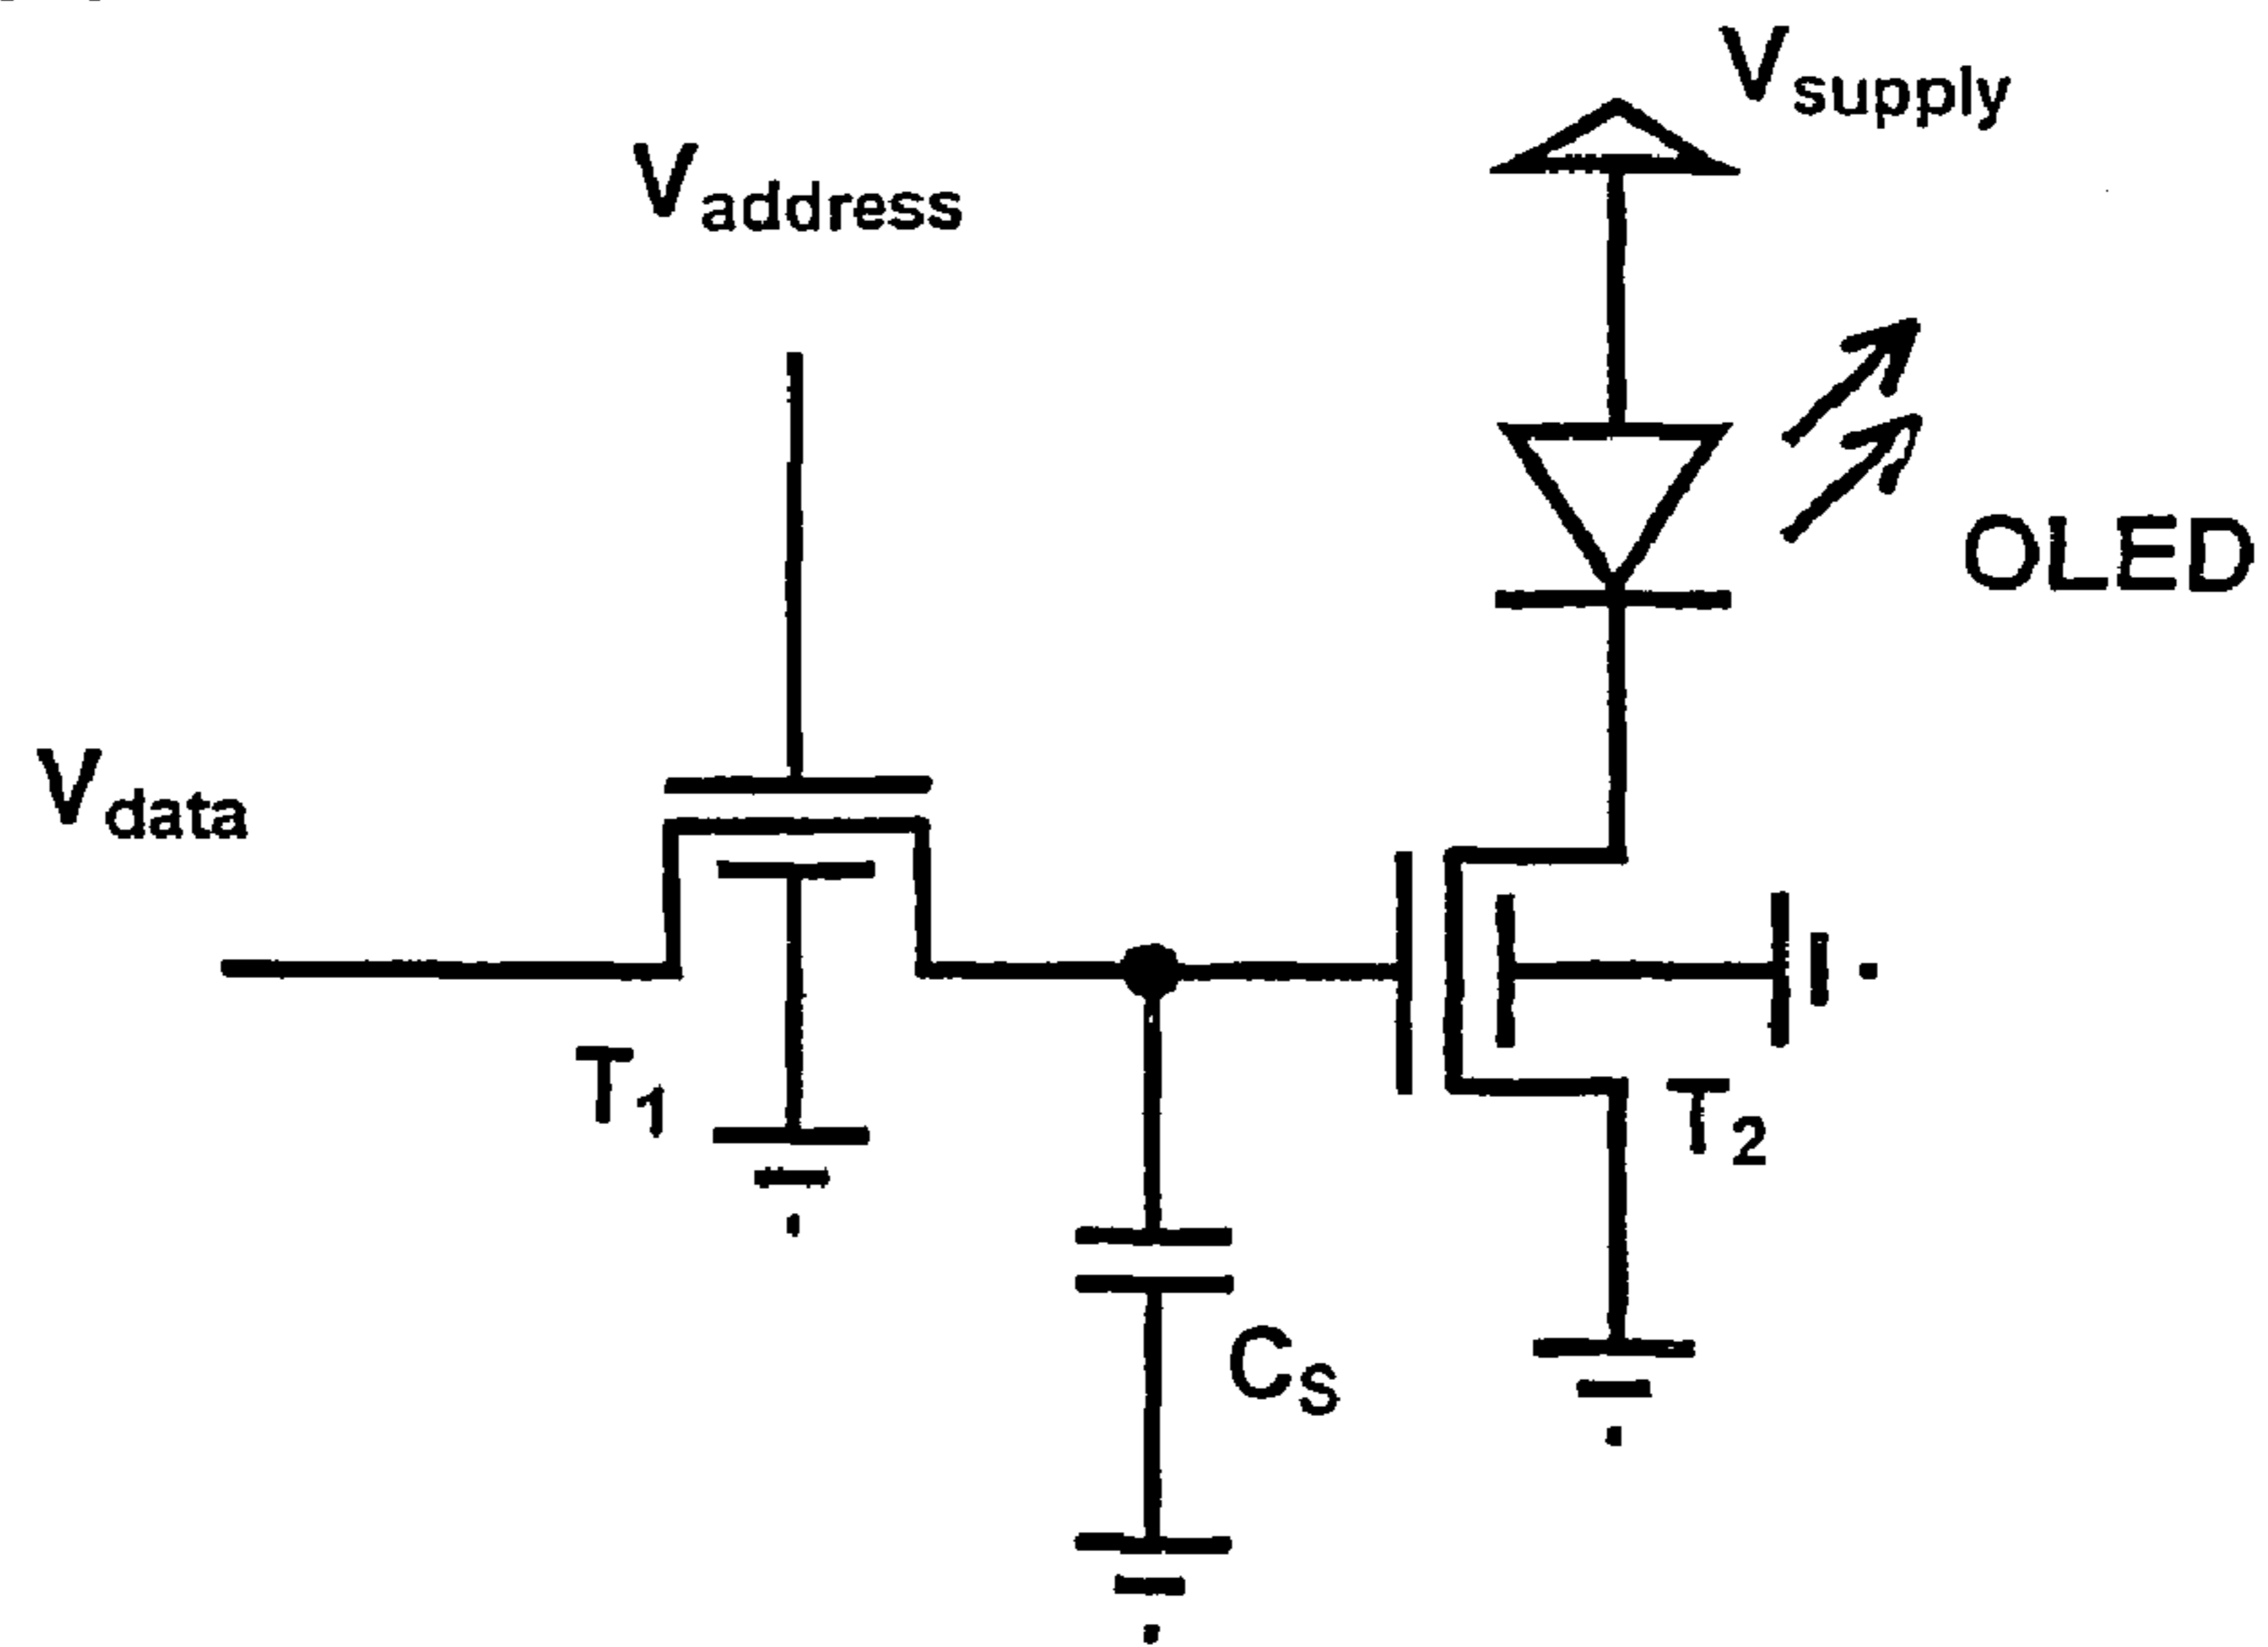 Vsupply
Vaddress
OLED
Vdata
T1
T2
CS